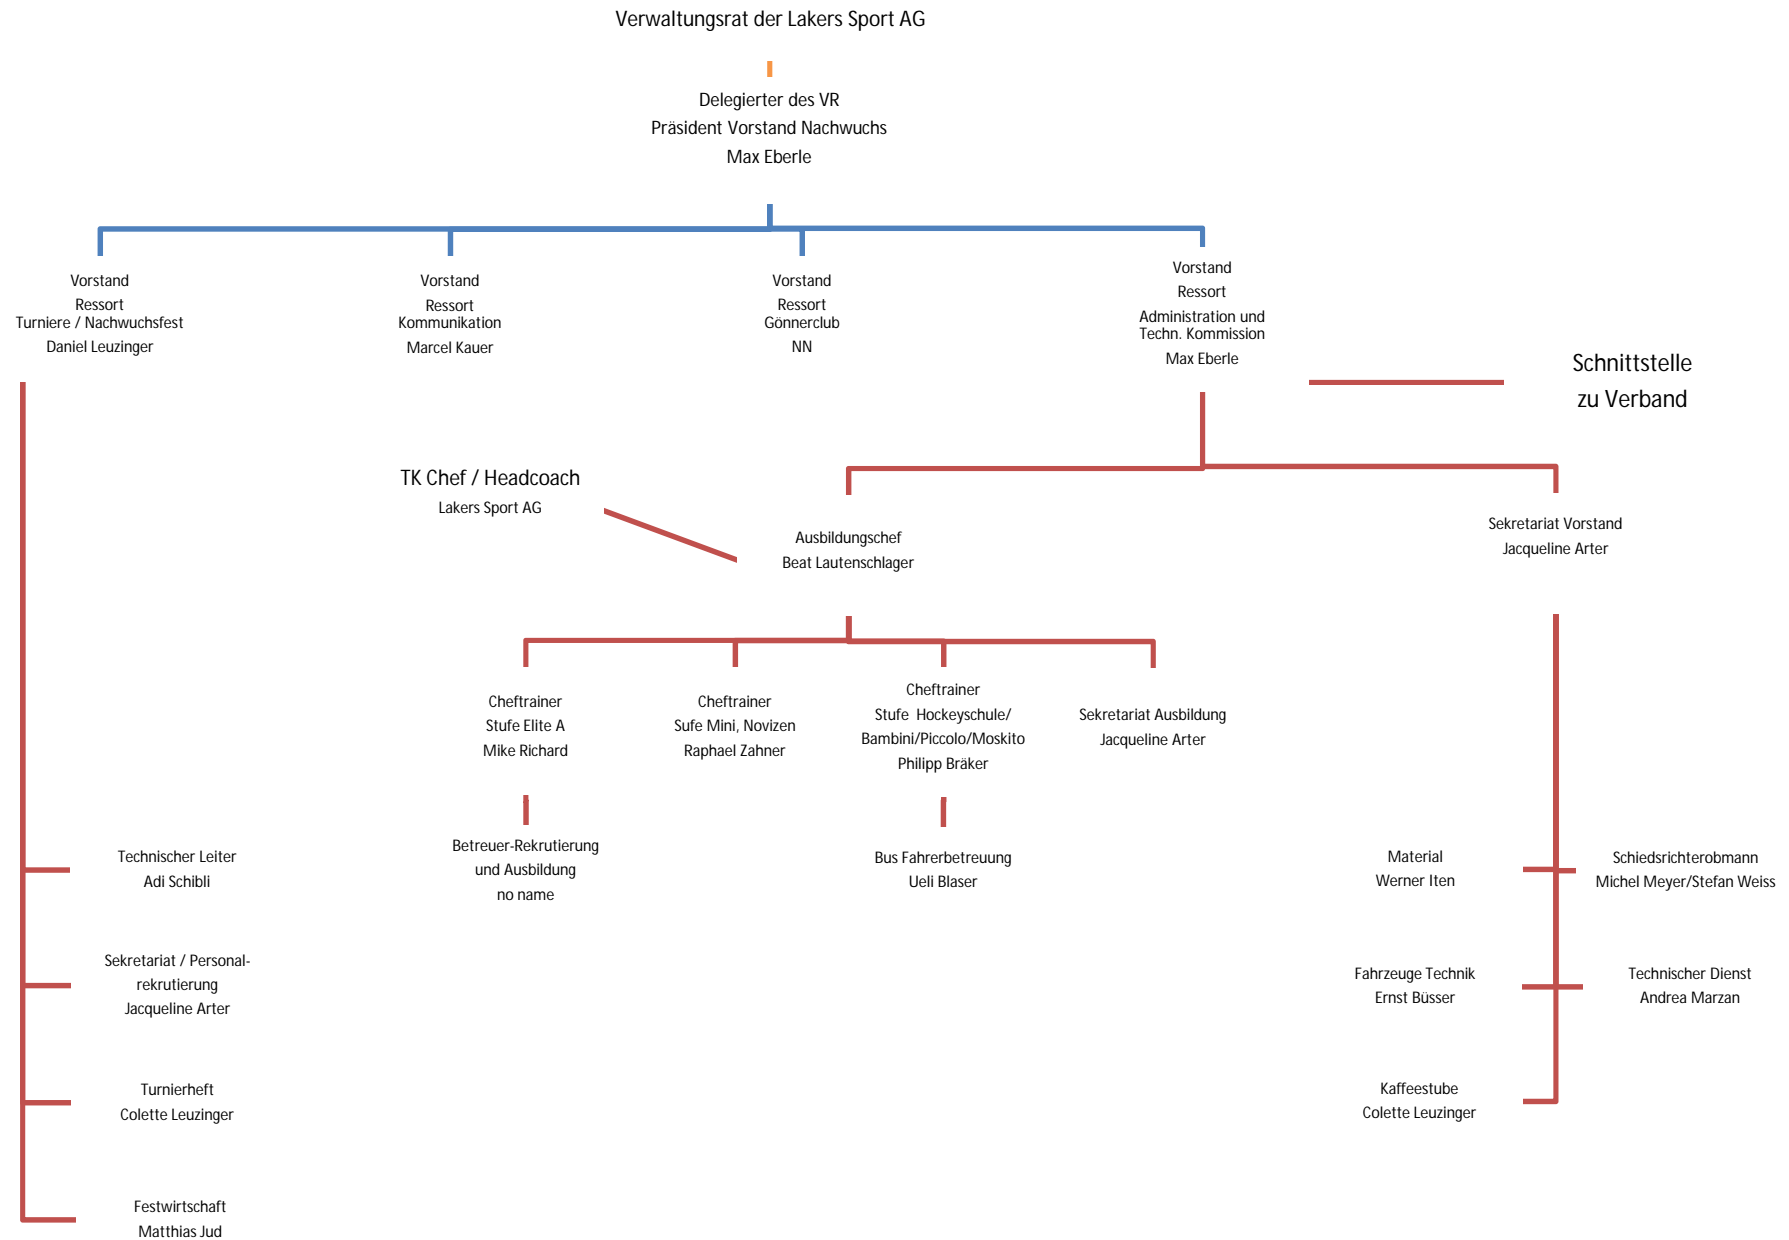 Verwaltungsrat der Lakers Sport AG
Delegierter des VR
Präsident Vorstand Nachwuchs
Max Eberle
Vorstand
Ressort
Turniere / Nachwuchsfest
Daniel Leuzinger
Vorstand
Ressort
Kommunikation
Marcel Kauer
Vorstand
Ressort
Gönnerclub
NN
Vorstand
Ressort
Administration und
Techn. Kommission
Max Eberle
Schnittstelle
zu Verband
TK Chef / Headcoach
Lakers Sport AG
Ausbildungschef
Beat Lautenschlager
Sekretariat Vorstand
Jacqueline Arter
Cheftrainer
Stufe Elite A
Mike Richard
Cheftrainer
Sufe Mini, Novizen
Raphael Zahner
Cheftrainer
Stufe  Hockeyschule/
Bambini/Piccolo/Moskito
Philipp Bräker
Sekretariat Ausbildung
Jacqueline Arter
Betreuer-Rekrutierung
und Ausbildung
no name
Bus Fahrerbetreuung
Ueli Blaser
Technischer Leiter
Adi Schibli
Sekretariat / Personal-
rekrutierung
Jacqueline Arter
Turnierheft
Colette Leuzinger
Festwirtschaft
Matthias Jud
Material
Werner Iten
Schiedsrichterobmann
Michel Meyer/Stefan Weiss
Fahrzeuge Technik
Ernst Büsser
Technischer Dienst
Andrea Marzan
Kaffeestube
Colette Leuzinger